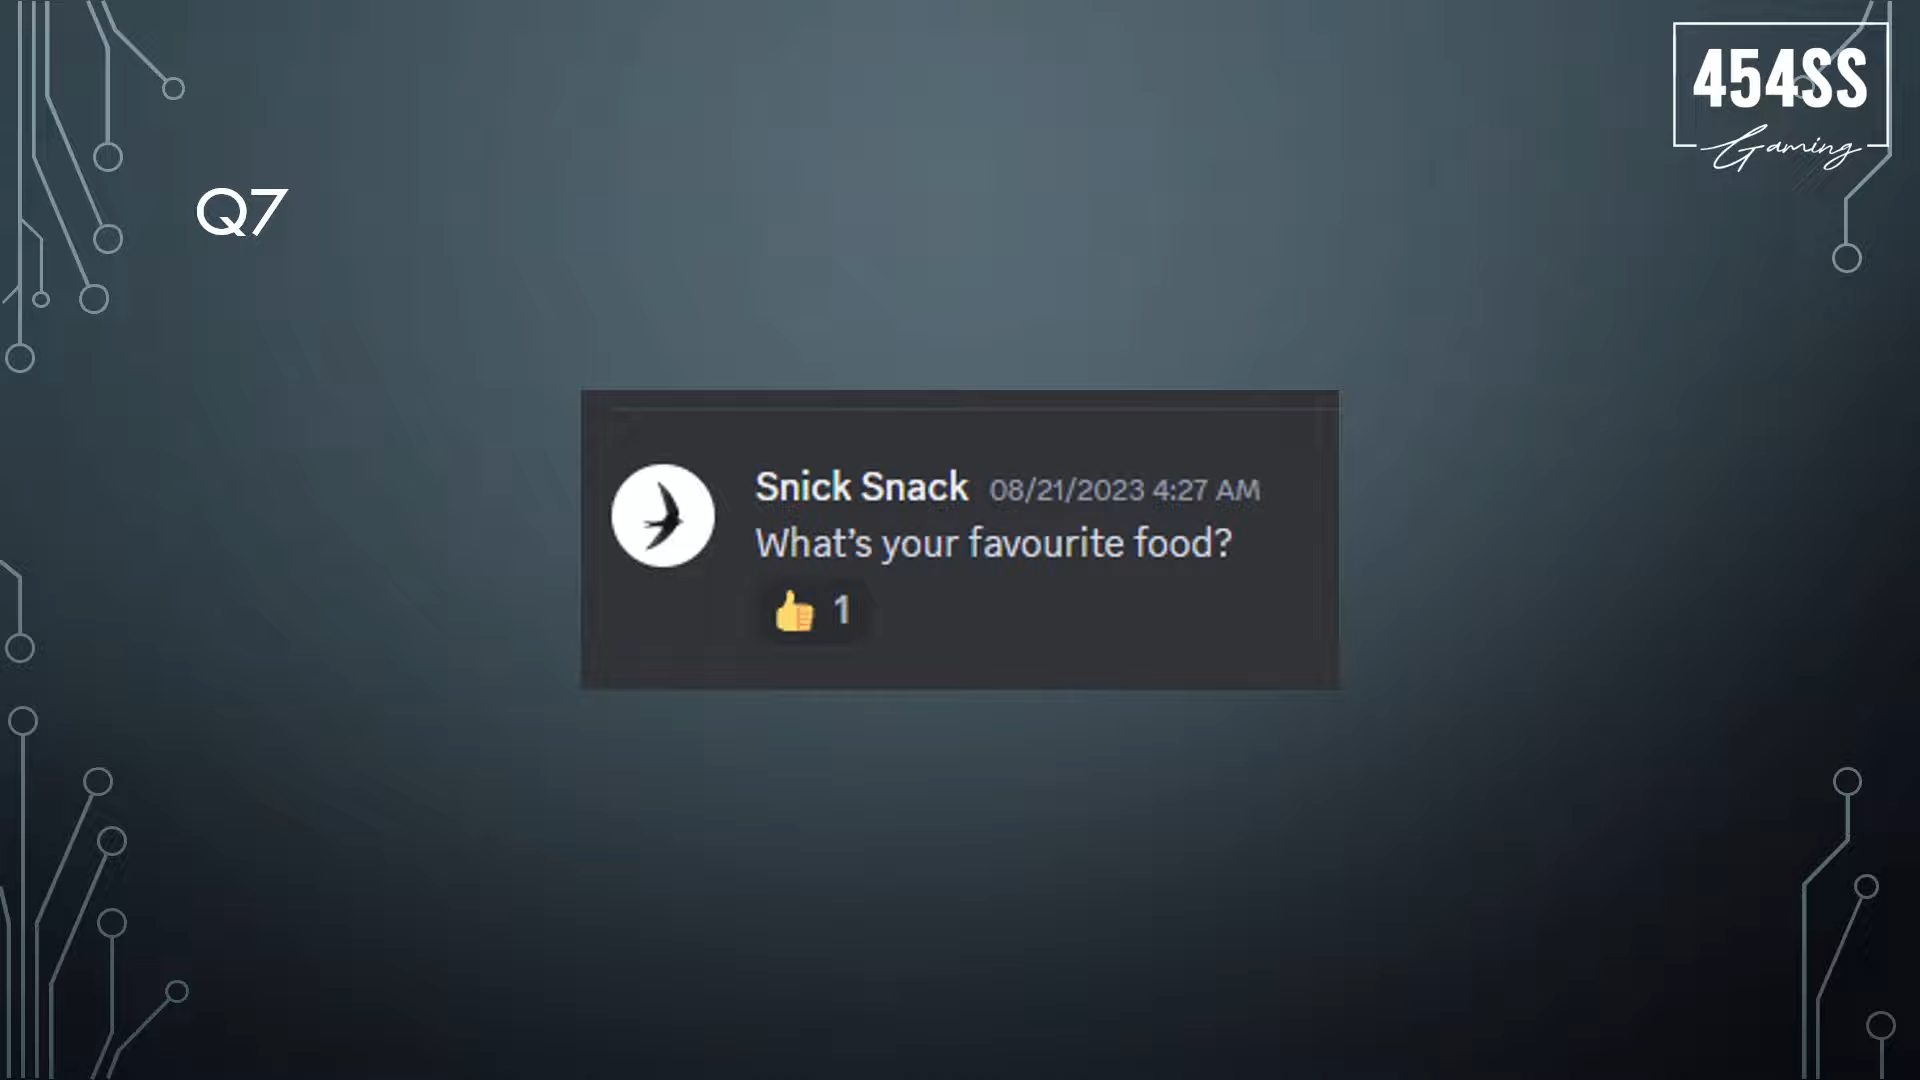 454SS
Gaming
Q7
Snick Snack 08/21/2023 4:27 AM
What’s your favourite food?
👍 1